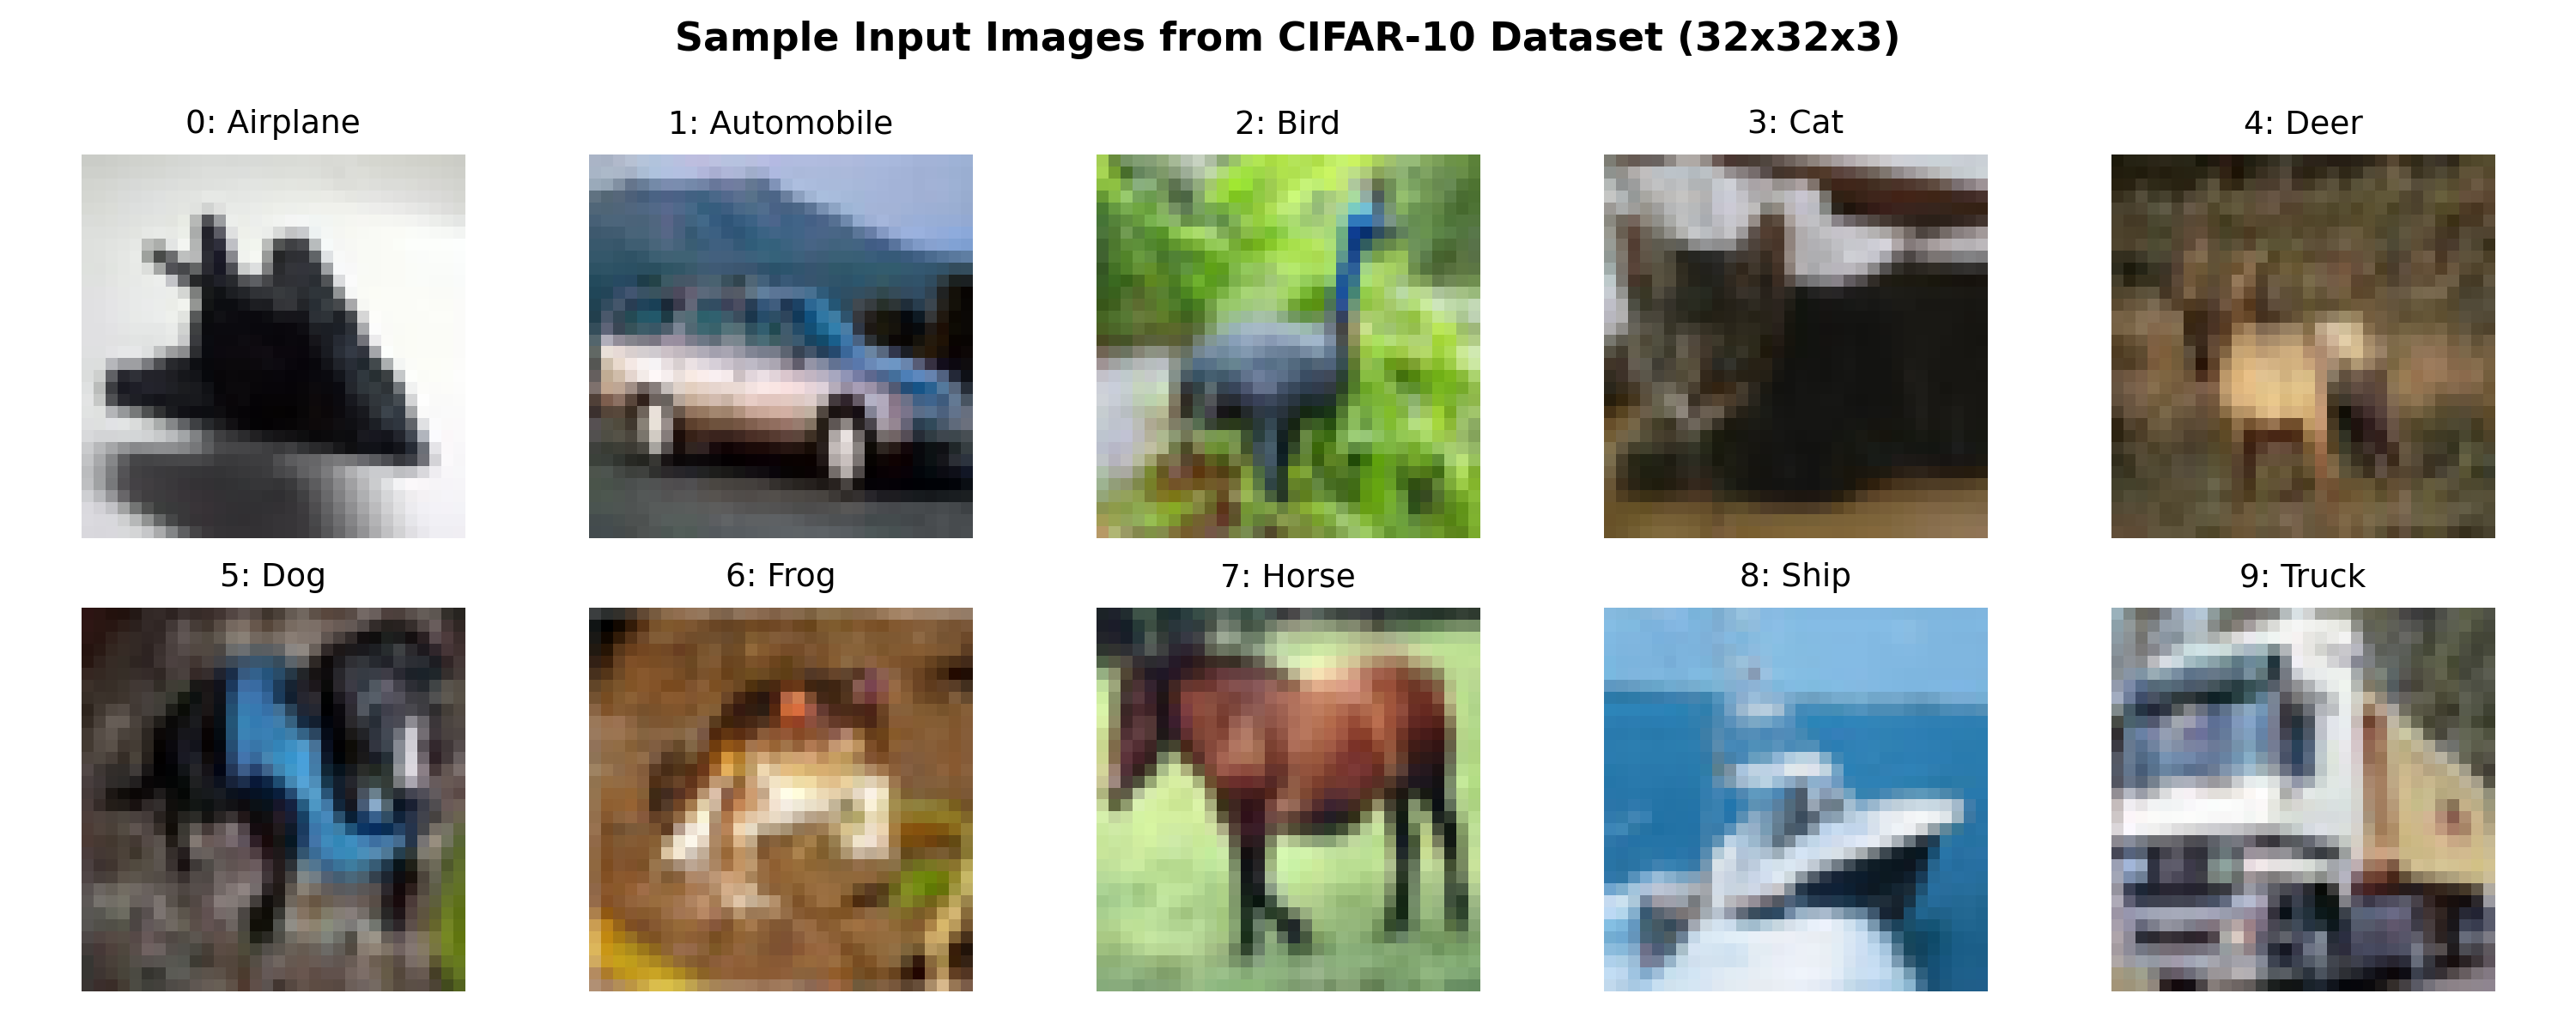 Sample Input Images from CIFAR-10 Dataset (32x32x3)
0: Airplane
1: Automobile
2: Bird
3: Cat
4: Deer
5: Dog
6: Frog
7: Horse
8: Ship
9: Truck